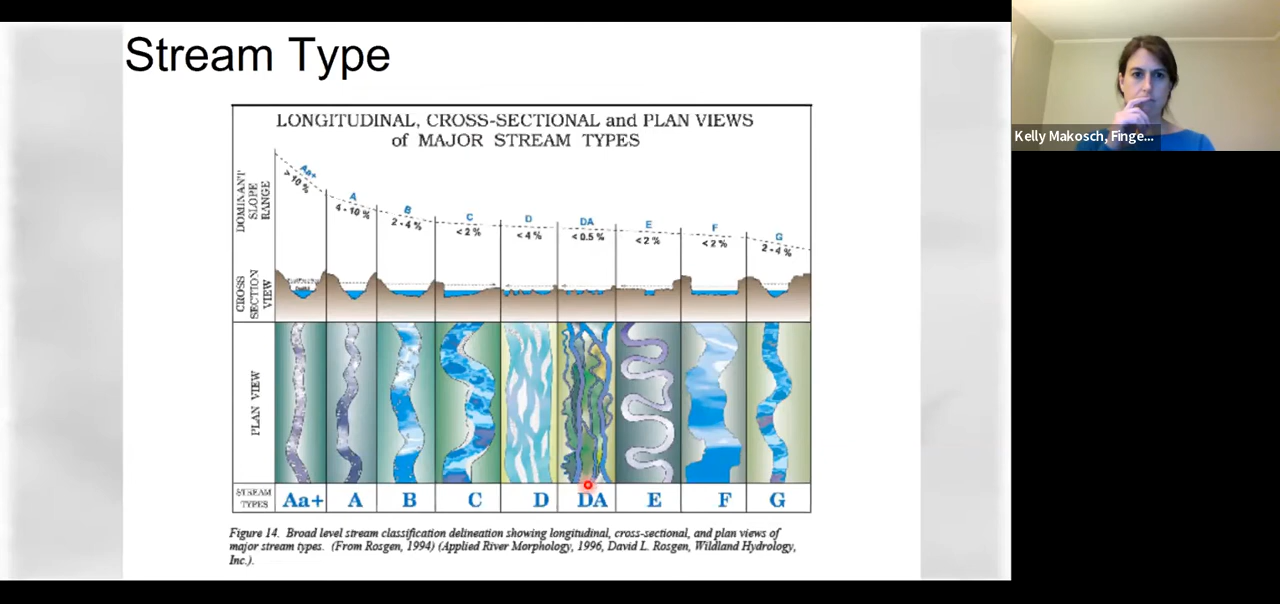 Stream Type
Kelly Makosch, Finge...
LONGITUDINAL, CROSS-SECTIONAL and PLAN VIEWS
of MAJOR STREAM TYPES
DOMINANT
SLOPE
RANGE
Aa+
> 10 %
A
4 - 10 %
B
2 - 4 %
C
< 2 %
D
< 4 %
DA
< 0.5 %
E
< 2 %
F
< 2 %
G
2 - 4 %
CROSS
SECTION
VIEW
PLAN VIEW
STREAM
TYPES
Aa+ A B C D DA E F G
Figure 14. Broad level stream classification delineation showing longitudinal, cross-sectional, and plan views of
major stream types. (From Rosgen, 1994) (Applied River Morphology, 1996, David L. Rosgen, Wildland Hydrology,
Inc.).